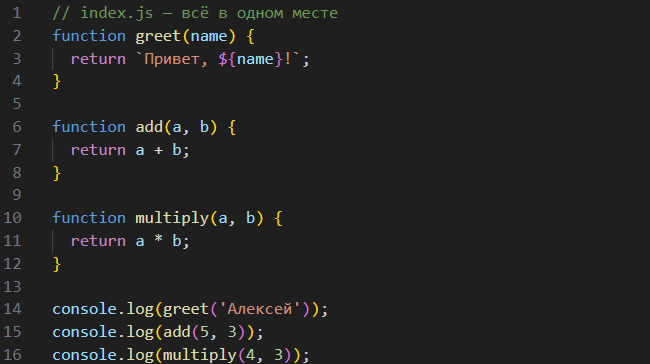 1 // index.js — всё в одном месте
2 function greet(name) {
3   return `Привет, ${name}!`;
4 }
5
6 function add(a, b) {
7   return a + b;
8 }
9
10 function multiply(a, b) {
11   return a * b;
12 }
13
14 console.log(greet('Алексей'));
15 console.log(add(5, 3));
16 console.log(multiply(4, 3));